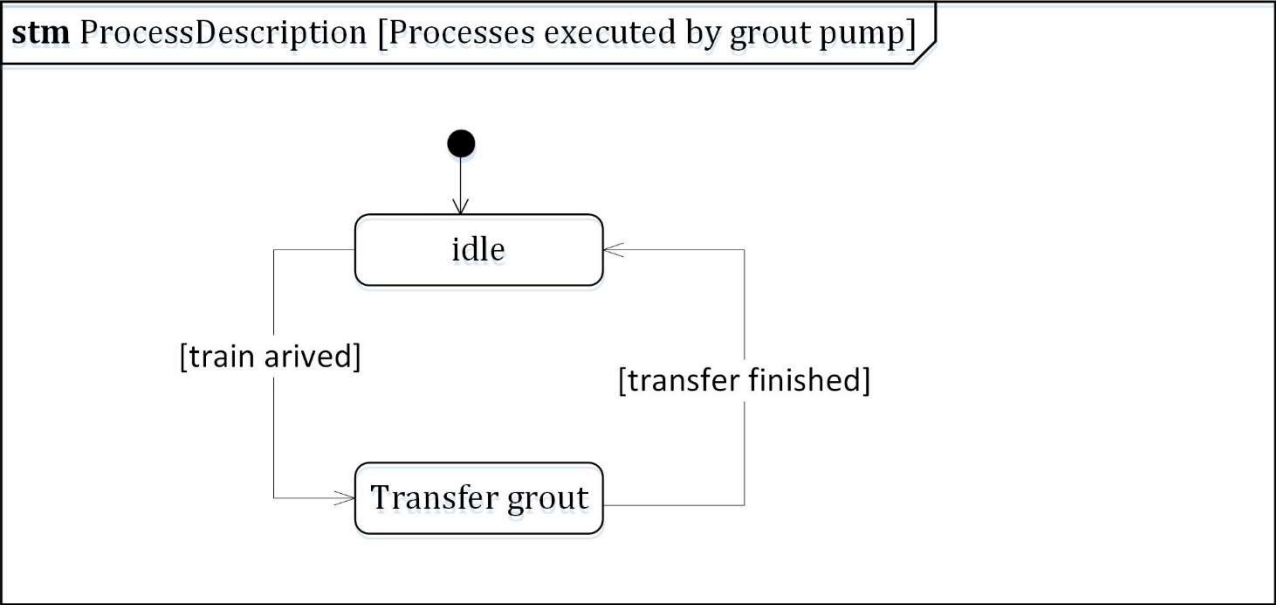 stm ProcessDescription [Processes executed by grout pump]
idle
[train arived]
[transfer finished]
Transfer grout